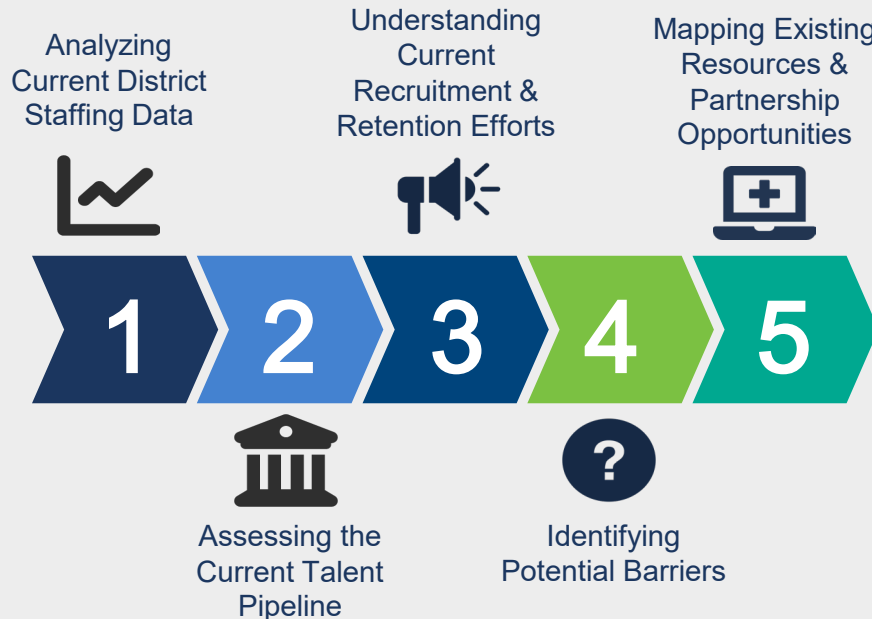 Analyzing
Current District
Staffing Data
Understanding
Current
Recruitment &
Retention Efforts
Mapping Existing
Resources &
Partnership
Opportunities
1
2
3
4
5
?
Assessing the
Current Talent
Pipeline
Identifying
Potential Barriers